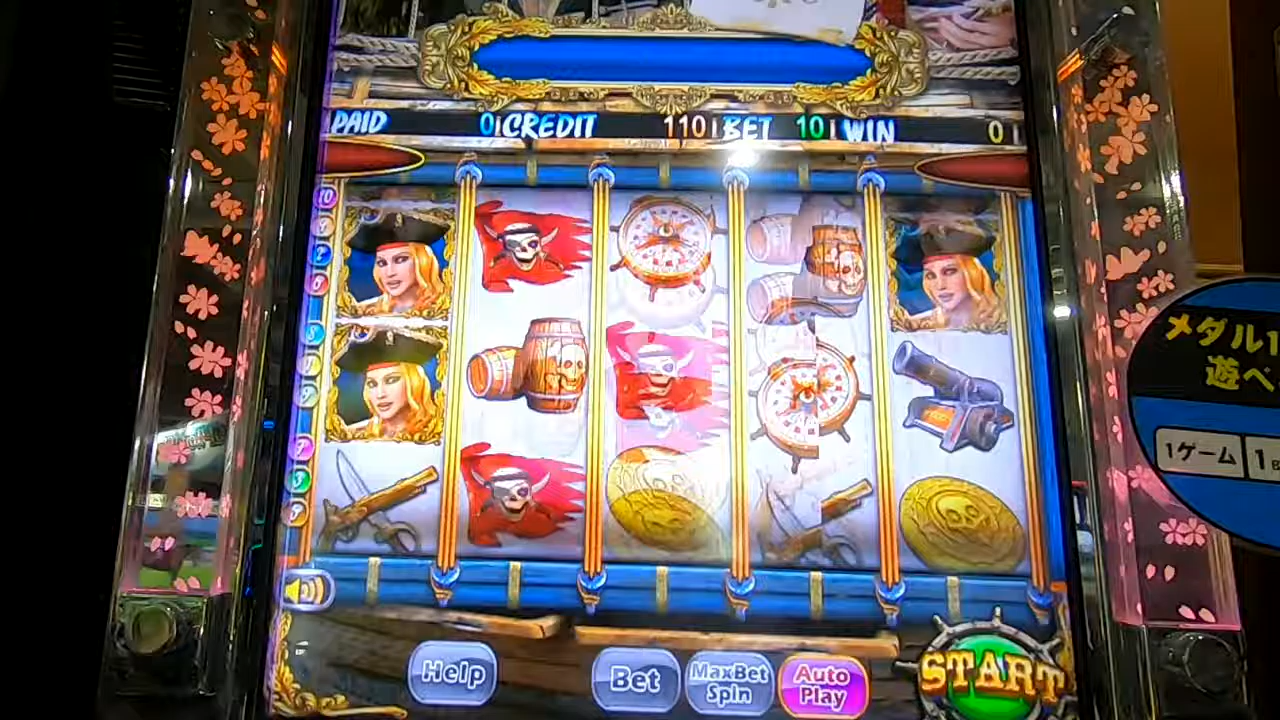 PAID 0 CREDIT 110 BET 10 WIN 0
メダル1
遊べ
1ゲーム 1
Help
Bet
MaxBet
Spin
Auto
Play
START